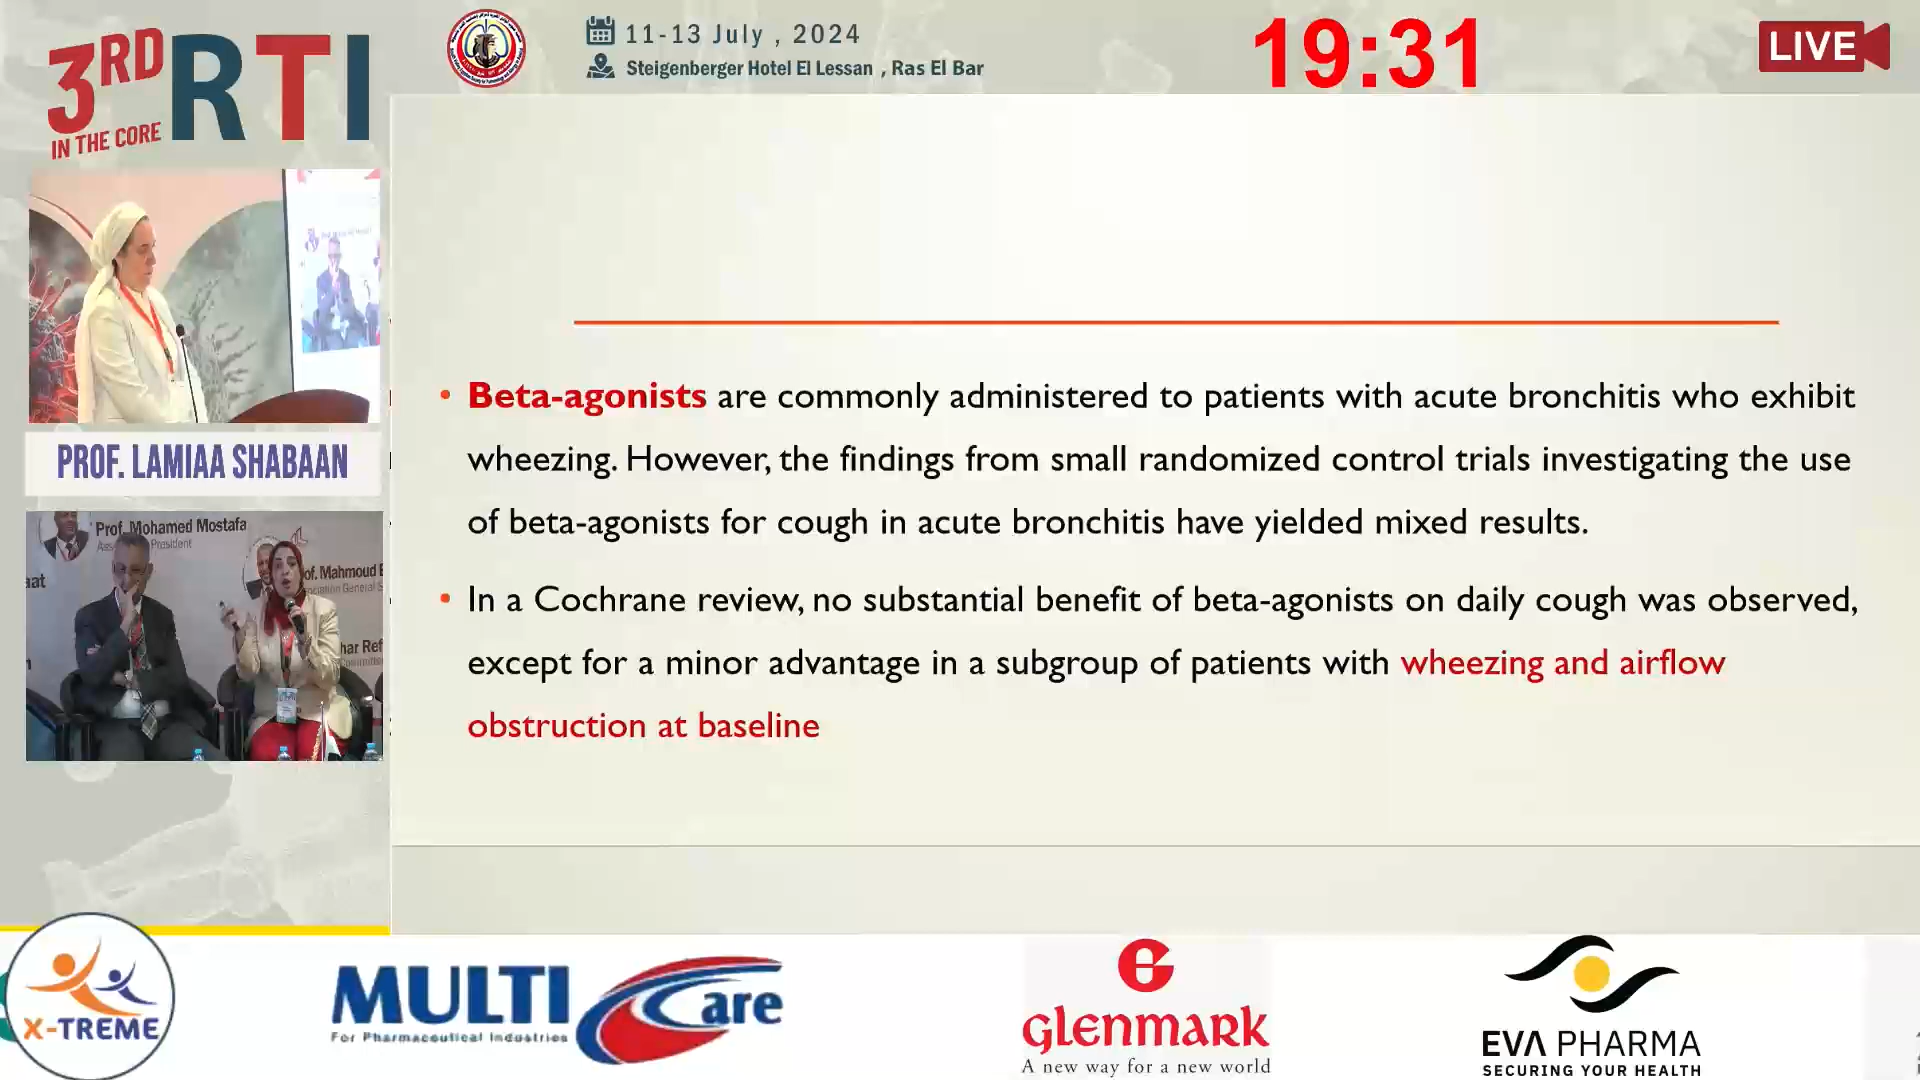 3RD RTI
IN THE CORE
11-13 July , 2024
Steigenberger Hotel El Lessan , Ras El Bar
19:31
LIVE
PROF. LAMIAA SHABAAN
Prof. Mohamed Mostafa
President
of. Mahmoud E
ociation General S
aat
har Ref
• Beta-agonists are commonly administered to patients with acute bronchitis who exhibit
wheezing. However, the findings from small randomized control trials investigating the use
of beta-agonists for cough in acute bronchitis have yielded mixed results.
• In a Cochrane review, no substantial benefit of beta-agonists on daily cough was observed,
except for a minor advantage in a subgroup of patients with wheezing and airflow
obstruction at baseline
X-TREME
MULTI Care
For Pharmaceutical Industries
glenmark
A new way for a new world
EVA PHARMA
SECURING YOUR HEALTH